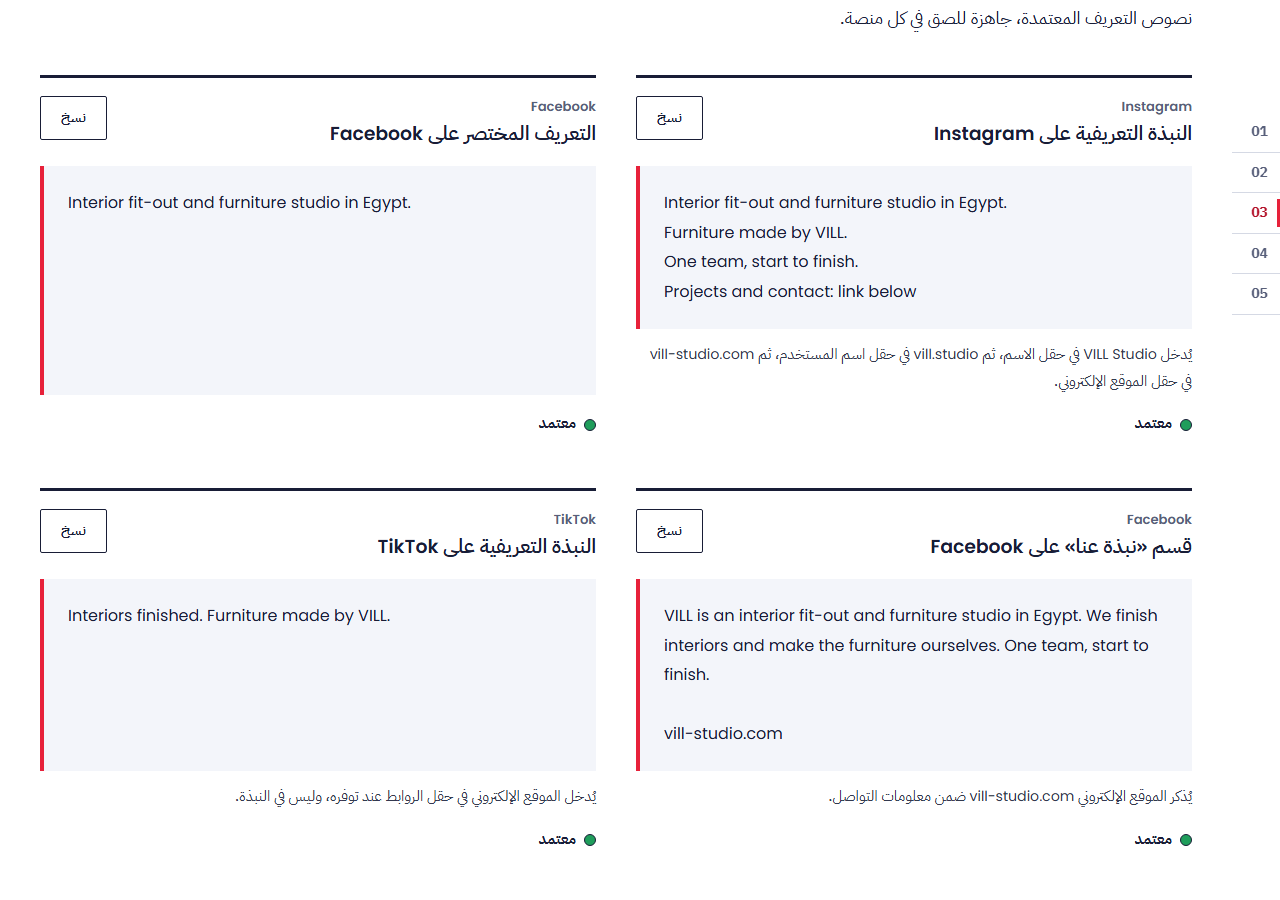 نصوص التعريف المعتمدة، جاهزة للصق في كل منصة.
Instagram
النبذة التعريفية على Instagram
نسخ
Interior fit-out and furniture studio in Egypt.
Furniture made by VILL.
One team, start to finish.
Projects and contact: link below
يُدخل VILL Studio في حقل الاسم، ثم vill.studio في حقل اسم المستخدم، ثم vill-studio.com
في حقل الموقع الإلكتروني.
معتمد
Facebook
التعريف المختصر على Facebook
نسخ
Interior fit-out and furniture studio in Egypt.
معتمد
Facebook
قسم «نبذة عنا» على Facebook
نسخ
VILL is an interior fit-out and furniture studio in Egypt. We finish
interiors and make the furniture ourselves. One team, start to
finish.
vill-studio.com
يُذكر الموقع الإلكتروني vill-studio.com ضمن معلومات التواصل.
معتمد
TikTok
النبذة التعريفية على TikTok
نسخ
Interiors finished. Furniture made by VILL.
يُدخل الموقع الإلكتروني في حقل الروابط عند توفره، وليس في النبذة.
معتمد
01
02
03
04
05